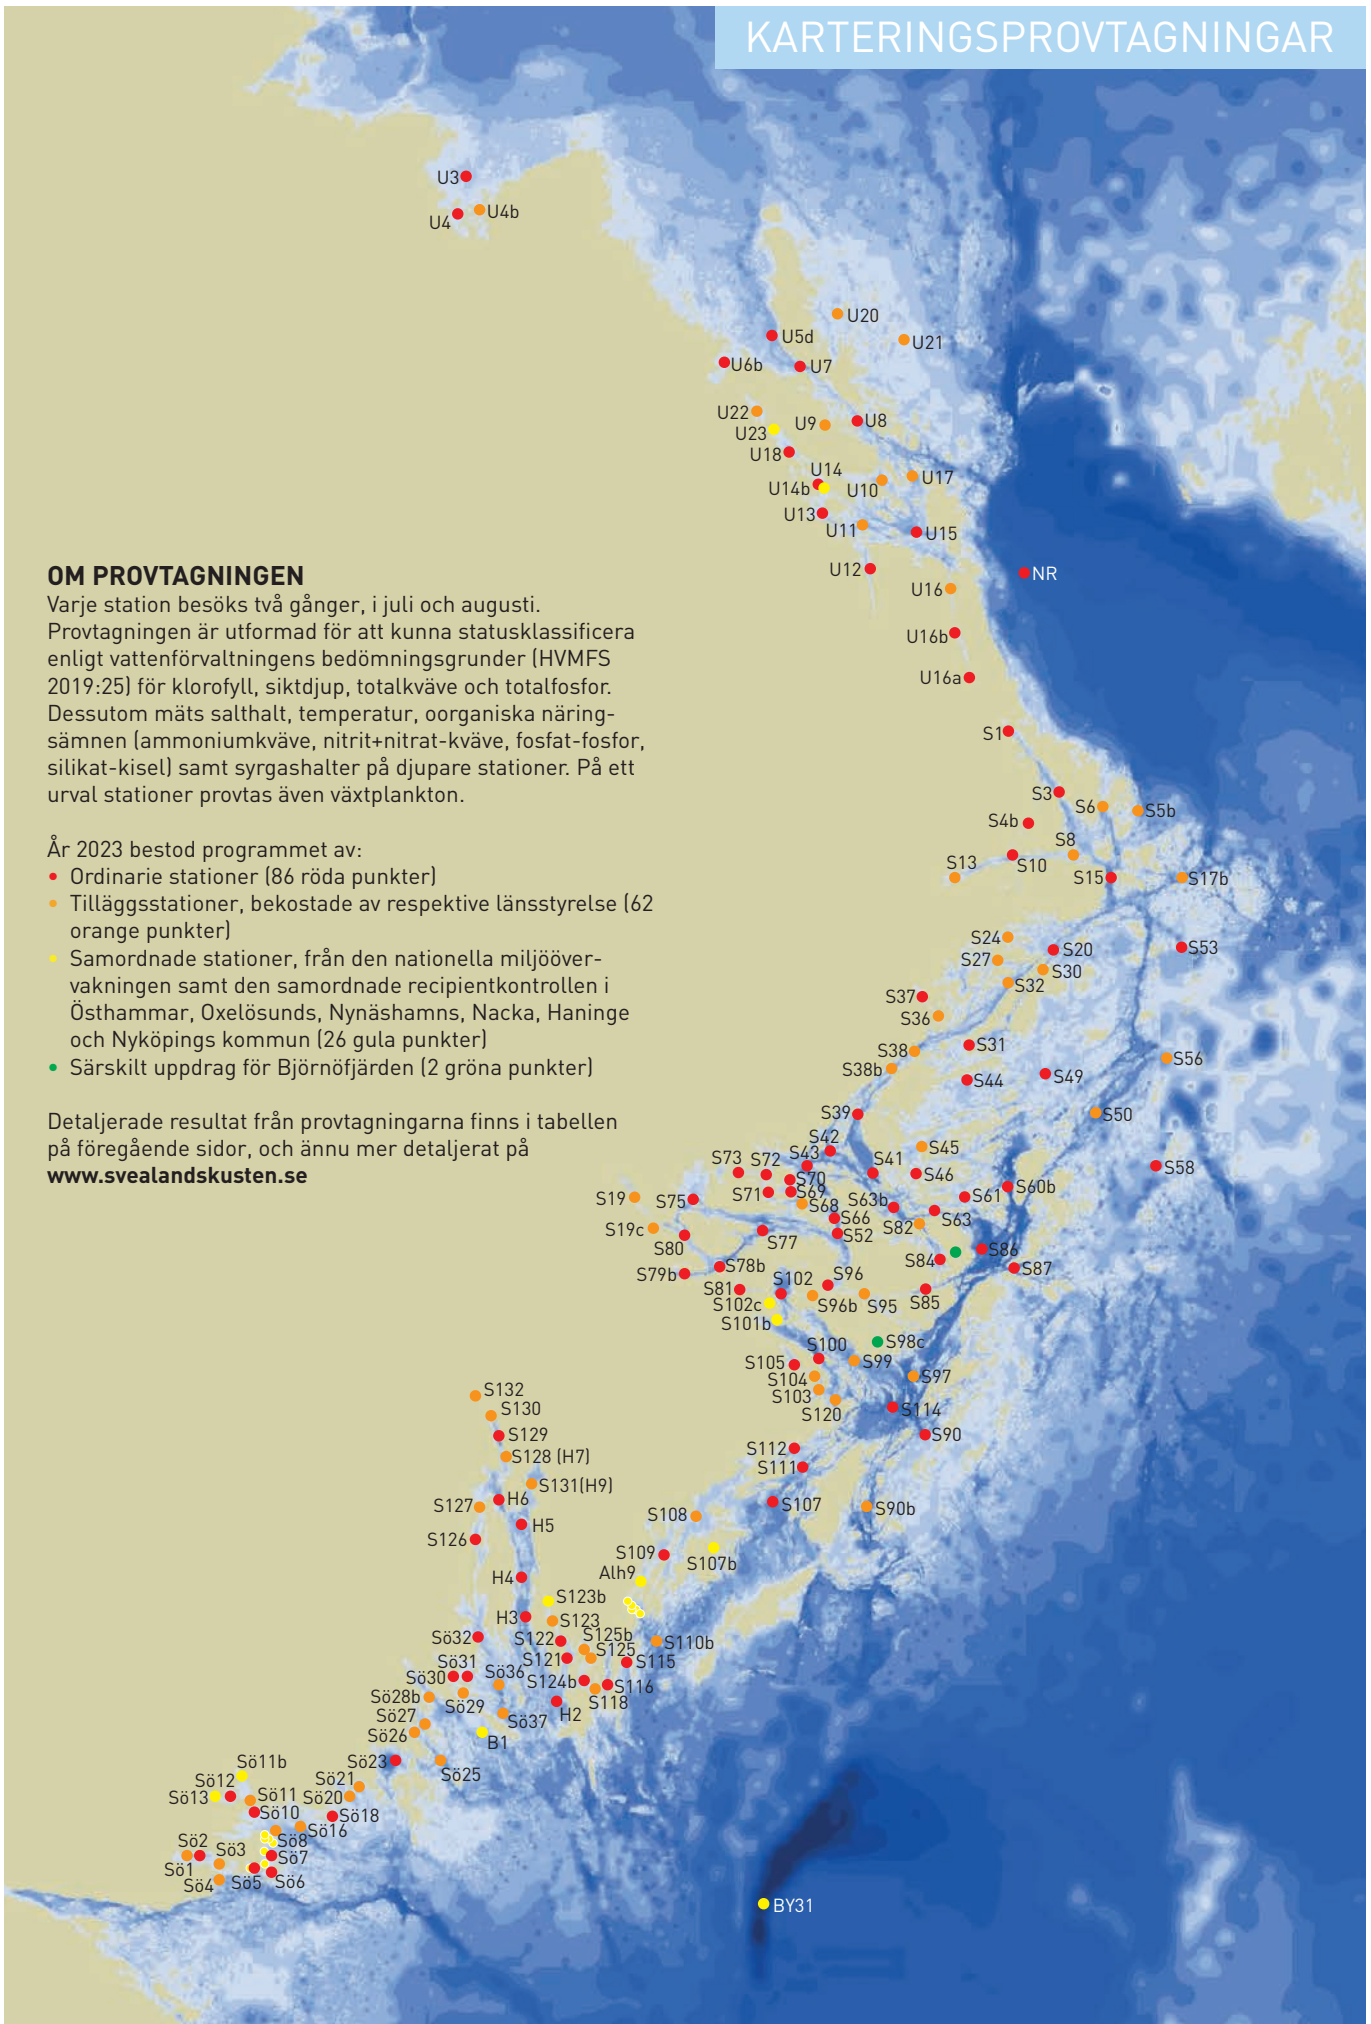 KARTERINGSPROVTAGNINGAR
U3
U4
U4b
U20
U5d
U21
U6b
U7
U22
U9
U8
U23
U18
U14
U14b
U10
U17
U13
U11
U15
U12
NR
U16
U16b
U16a
OM PROVTAGNINGEN
Varje station besöks två gånger, i juli och augusti.
Provtagningen är utformad för att kunna statusklassificera
enligt vattenförvaltningens bedömningsgrunder (HVMFS
2019:25) för klorofyll, siktdjup, totalkväve och totalfosfor.
Dessutom mäts salthalt, temperatur, oorganiska näring-
sämnen (ammoniumkväve, nitrit+nitrat-kväve, fosfat-fosfor,
silikat-kisel) samt syrgashalter på djupare stationer. På ett
urval stationer provtas även växtplankton.
År 2023 bestod programmet av:
• Ordinarie stationer (86 röda punkter)
• Tilläggsstationer, bekostade av respektive länsstyrelse (62
orange punkter)
• Samordnade stationer, från den nationella miljööver-
vakningen samt den samordnade recipientkontrollen i
Östhammar, Oxelösunds, Nynäshamns, Nacka, Haninge
och Nyköpings kommun (26 gula punkter)
• Särskilt uppdrag för Björnöfjärden (2 gröna punkter)
Detaljerade resultat från provtagningarna finns i tabellen
på föregående sidor, och ännu mer detaljerat på
www.svealandskusten.se
S1
S3
S6
S5b
S4b
S8
S13
S10
S15
S17b
S24
S20
S53
S27
S30
S32
S37
S36
S31
S38
S56
S38b
S44
S49
S39
S50
S42
S45
S73
S72
S43
S41
S46
S58
S70
S71
S69
S60b
S19
S75
S68
S63b
S61
S66
S82
S63
S19c
S80
S77
S52
S86
S84
S78b
S79b
S87
S81
S102
S96
S102c
S96b
S95
S85
S101b
S98c
S100
S105
S99
S104
S97
S103
S120
S114
S90
S132
S130
S129
S112
S128 (H7)
S111
S131(H9)
S127
H6
S107
S90b
S108
H5
S126
S109
S107b
H4
Alh9
S123b
H3
S123
Sö32
S122
S125b
S110b
S121
S125
S115
Sö31
Sö30
Sö36
S124b
S116
Sö28b
Sö29
S118
H2
Sö27
Sö37
Sö26
B1
Sö23
Sö25
Sö11b
Sö12
Sö21
Sö13
Sö11
Sö20
Sö10
Sö18
Sö16
Sö8
Sö2
Sö3
Sö7
Sö1
Sö4
Sö5
Sö6
BY31